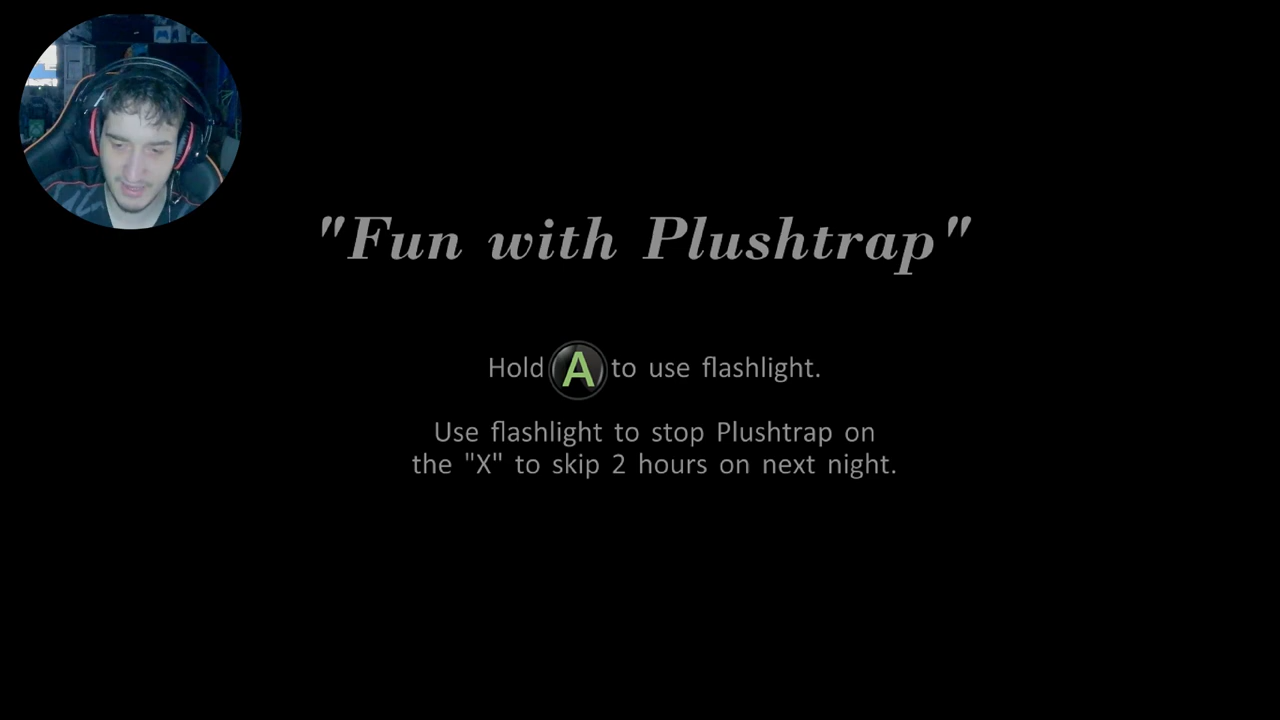 "Fun with Plushtrap"
Hold A to use flashlight.
Use flashlight to stop Plushtrap on
the "X" to skip 2 hours on next night.